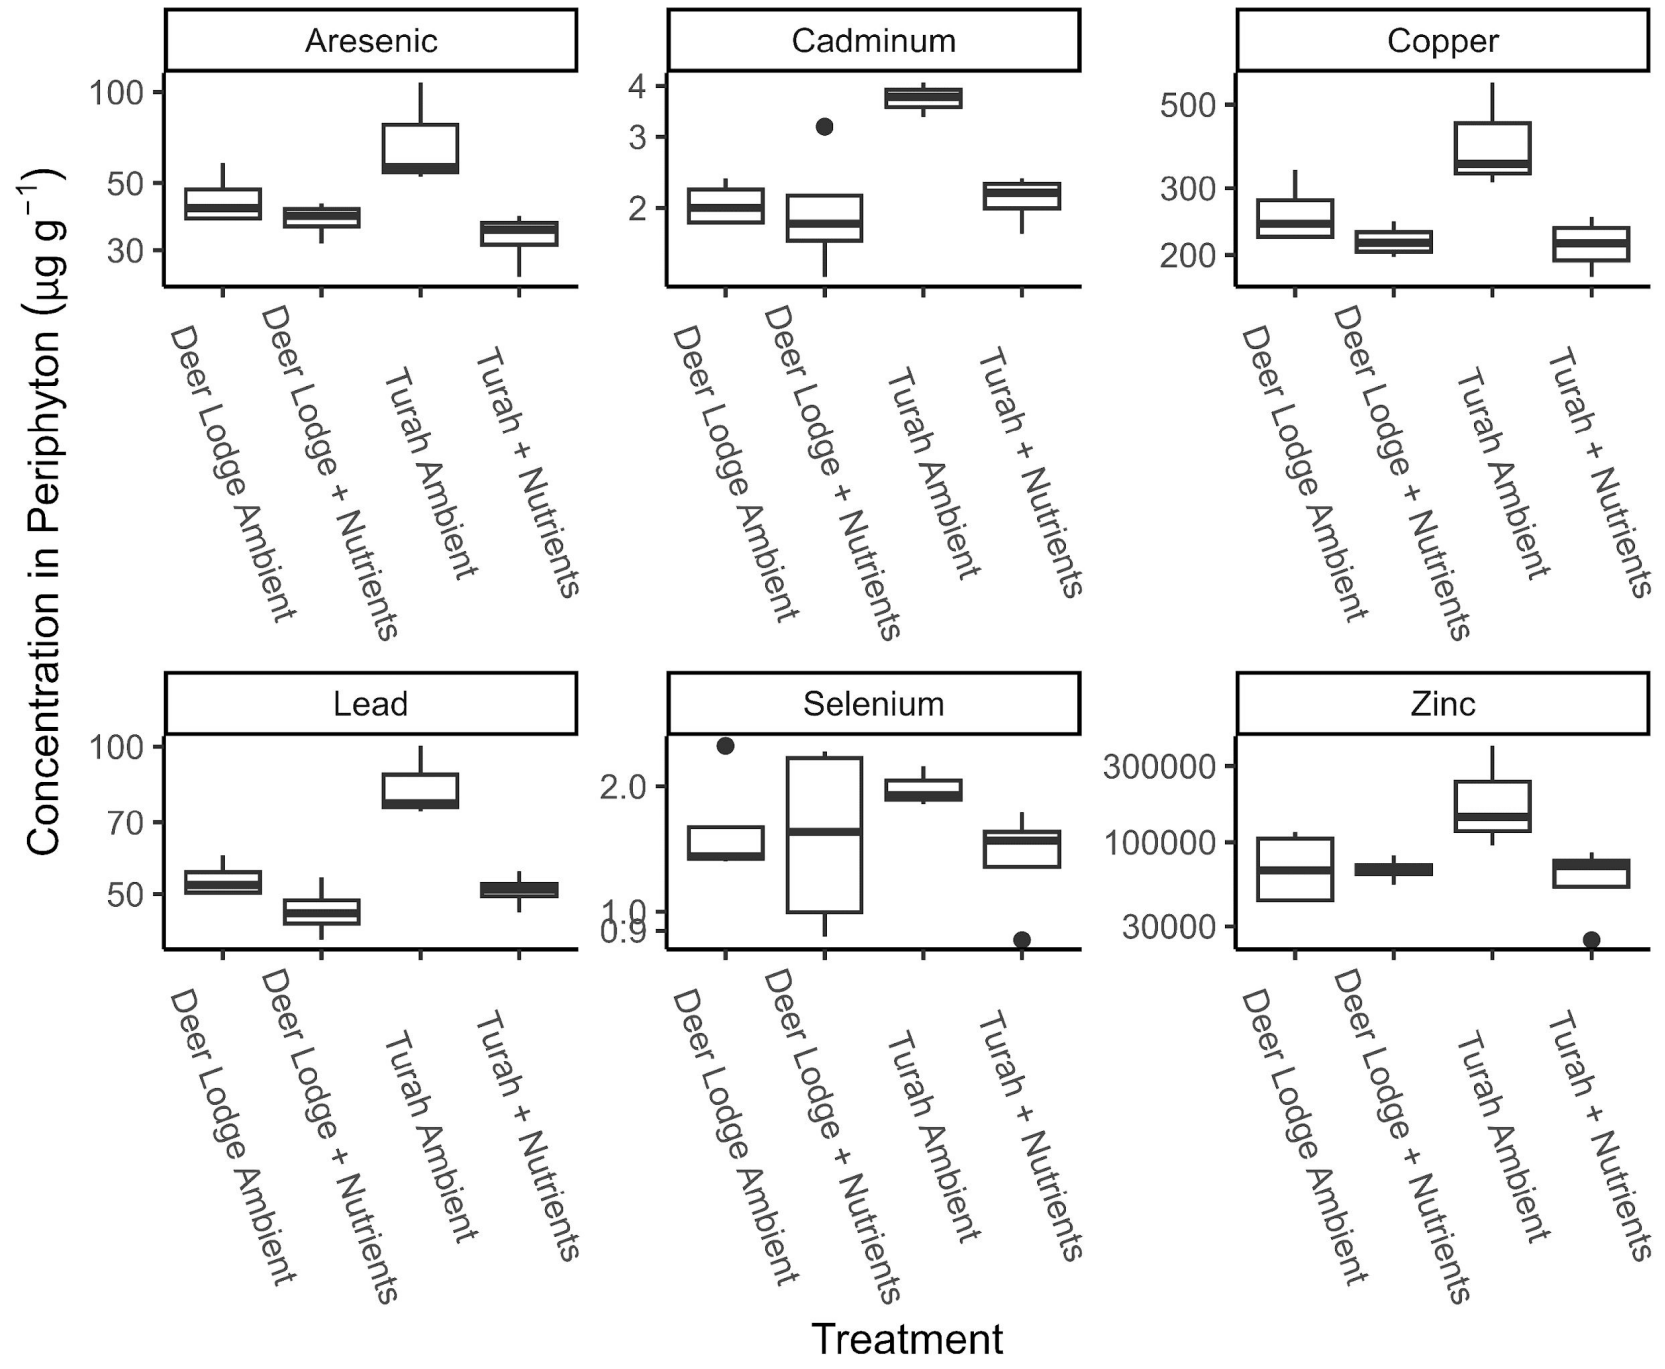 Concentration in Periphyton (µg g⁻¹)
Aresenic
100
50
30
Deer Lodge Ambient
Deer Lodge + Nutrients
Turah Ambient
Turah + Nutrients
Cadminum
4
3
2
Deer Lodge Ambient
Deer Lodge + Nutrients
Turah Ambient
Turah + Nutrients
Copper
500
300
200
Deer Lodge Ambient
Deer Lodge + Nutrients
Turah Ambient
Turah + Nutrients
Lead
100
70
50
Deer Lodge Ambient
Deer Lodge + Nutrients
Turah Ambient
Turah + Nutrients
Selenium
2.0
1.0
0.9
Deer Lodge Ambient
Deer Lodge + Nutrients
Turah Ambient
Turah + Nutrients
Zinc
300000
100000
30000
Deer Lodge Ambient
Deer Lodge + Nutrients
Turah Ambient
Turah + Nutrients
Treatment